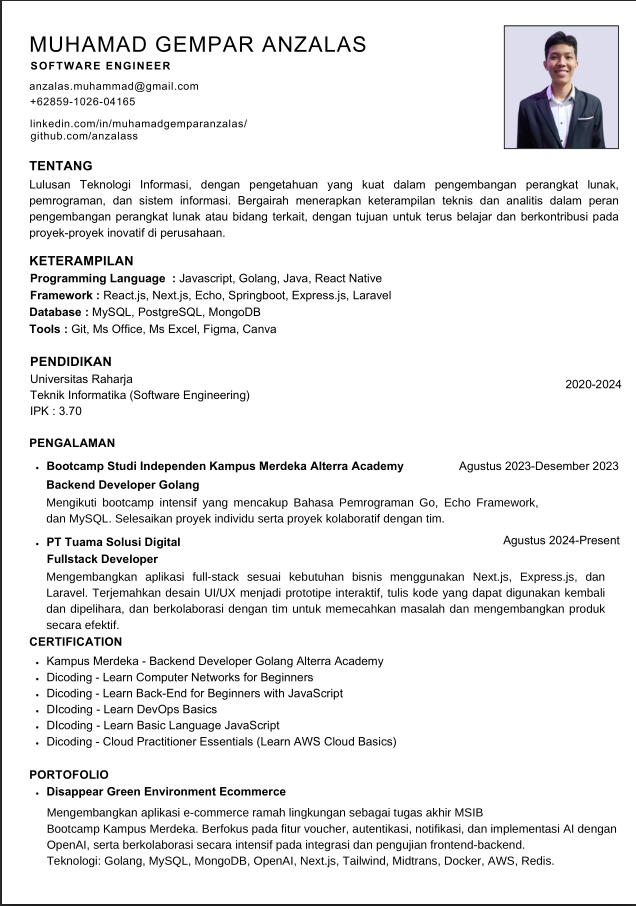 MUHAMAD GEMPAR ANZALAS
SOFTWARE ENGINEER
anzalas.muhammad@gmail.com
+62859-1026-04165
linkedin.com/in/muhamadgemparanzalas/
github.com/anzalass
TENTANG
Lulusan Teknologi Informasi, dengan pengetahuan yang kuat dalam pengembangan perangkat lunak,
pemrograman, dan sistem informasi. Bergairah menerapkan keterampilan teknis dan analitis dalam peran
pengembangan perangkat lunak atau bidang terkait, dengan tujuan untuk terus belajar dan berkontribusi pada
proyek-proyek inovatif di perusahaan.
KETERAMPILAN
Programming Language : Javascript, Golang, Java, React Native
Framework : React.js, Next.js, Echo, Springboot, Express.js, Laravel
Database : MySQL, PostgreSQL, MongoDB
Tools : Git, Ms Office, Ms Excel, Figma, Canva
PENDIDIKAN
Universitas Raharja
2020-2024
Teknik Informatika (Software Engineering)
IPK : 3.70
PENGALAMAN
• Bootcamp Studi Independen Kampus Merdeka Alterra Academy Agustus 2023-Desember 2023
Backend Developer Golang
Mengikuti bootcamp intensif yang mencakup Bahasa Pemrograman Go, Echo Framework,
dan MySQL. Selesaikan proyek individu serta proyek kolaboratif dengan tim.
• PT Tuama Solusi Digital Agustus 2024-Present
Fullstack Developer
Mengembangkan aplikasi full-stack sesuai kebutuhan bisnis menggunakan Next.js, Express.js, dan
Laravel. Terjemahkan desain UI/UX menjadi prototipe interaktif, tulis kode yang dapat digunakan kembali
dan dipelihara, dan berkolaborasi dengan tim untuk memecahkan masalah dan mengembangkan produk
secara efektif.
CERTIFICATION
• Kampus Merdeka - Backend Developer Golang Alterra Academy
• Dicoding - Learn Computer Networks for Beginners
• Dicoding - Learn Back-End for Beginners with JavaScript
• DIcoding - Learn DevOps Basics
• DIcoding - Learn Basic Language JavaScript
• Dicoding - Cloud Practitioner Essentials (Learn AWS Cloud Basics)
PORTOFOLIO
• Disappear Green Environment Ecommerce
Mengembangkan aplikasi e-commerce ramah lingkungan sebagai tugas akhir MSIB
Bootcamp Kampus Merdeka. Berfokus pada fitur voucher, autentikasi, notifikasi, dan implementasi AI dengan
OpenAI, serta berkolaborasi secara intensif pada integrasi dan pengujian frontend-backend.
Teknologi: Golang, MySQL, MongoDB, OpenAI, Next.js, Tailwind, Midtrans, Docker, AWS, Redis.